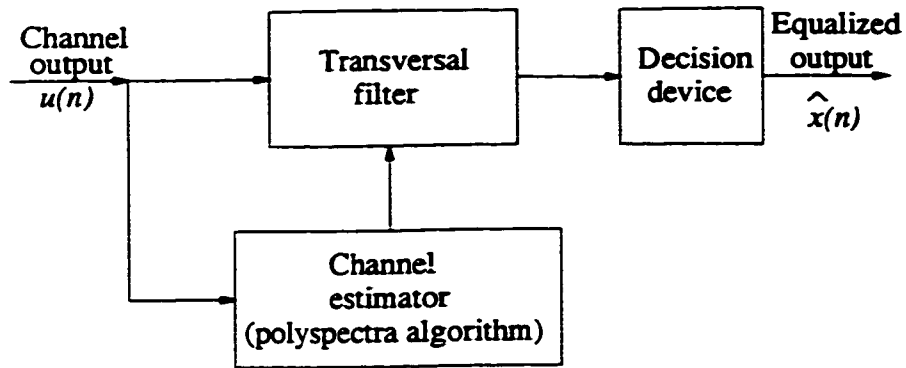 Channel
output
u(n)
Transversal
filter
Decision
device
Equalized
output
x̂(n)
Channel
estimator
(polyspectra algorithm)